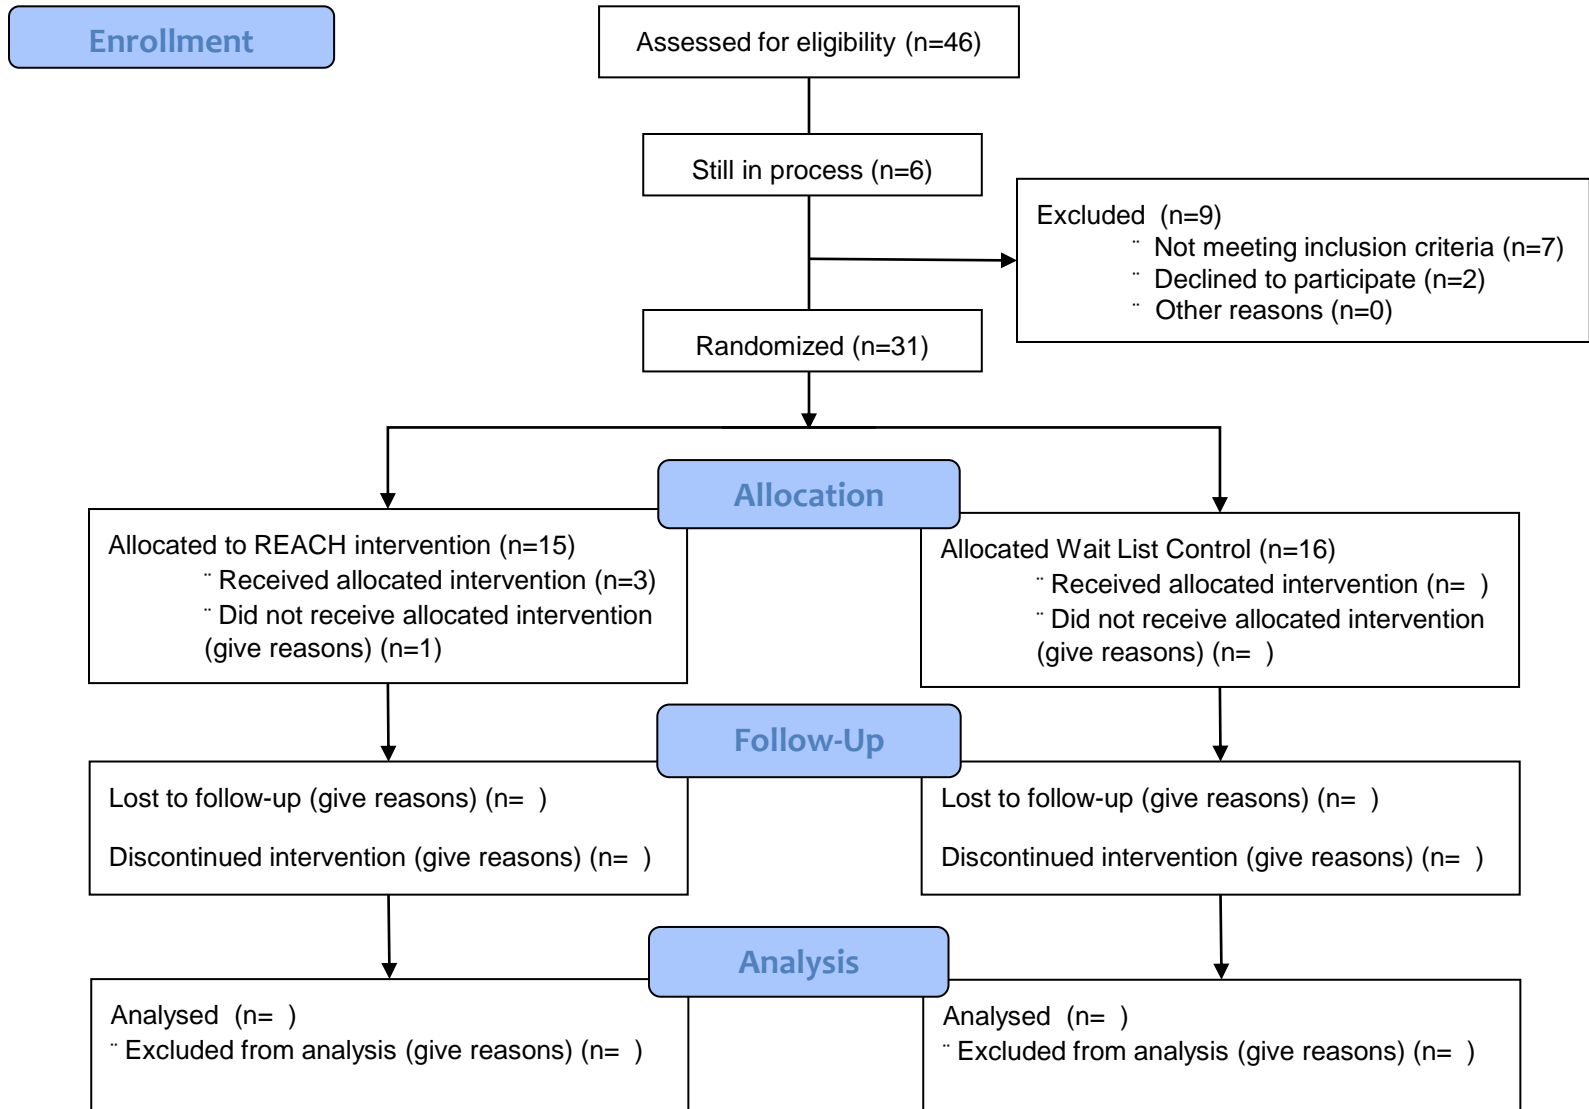 Enrollment
Assessed for eligibility (n=46)
Still in process (n=6)
Excluded (n=9)
¨ Not meeting inclusion criteria (n=7)
¨ Declined to participate (n=2)
¨ Other reasons (n=0)
Randomized (n=31)
Allocation
Allocated to REACH intervention (n=15)
¨ Received allocated intervention (n=3)
¨ Did not receive allocated intervention
(give reasons) (n=1)
Allocated Wait List Control (n=16)
¨ Received allocated intervention (n= )
¨ Did not receive allocated intervention
(give reasons) (n= )
Follow-Up
Lost to follow-up (give reasons) (n= )
Discontinued intervention (give reasons) (n= )
Lost to follow-up (give reasons) (n= )
Discontinued intervention (give reasons) (n= )
Analysis
Analysed (n= )
¨ Excluded from analysis (give reasons) (n= )
Analysed (n= )
¨ Excluded from analysis (give reasons) (n= )